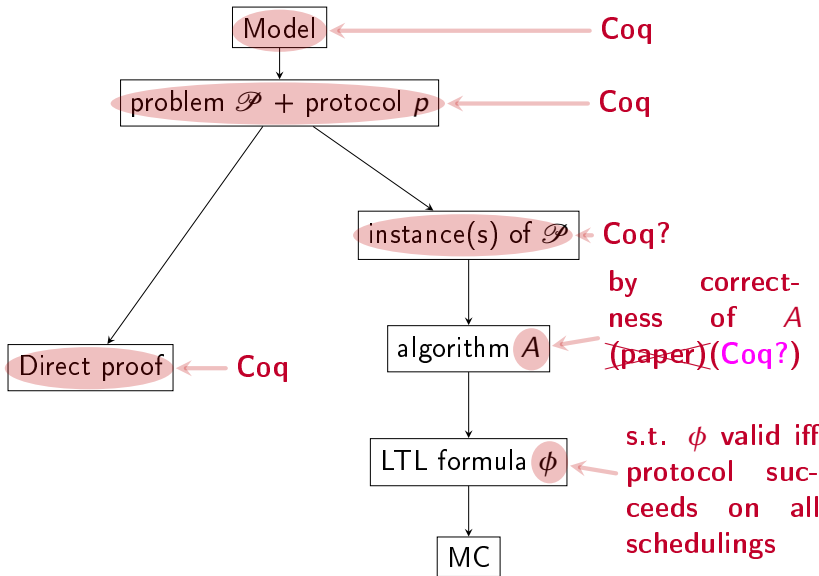 Model
Coq
problem 𝒫 + protocol p
Coq
instance(s) of 𝒫
Coq?
by correct-
ness of A
(paper)(Coq?)
algorithm A
Direct proof
Coq
s.t. ϕ valid iff
protocol suc-
ceeds on all
schedulings
LTL formula ϕ
MC